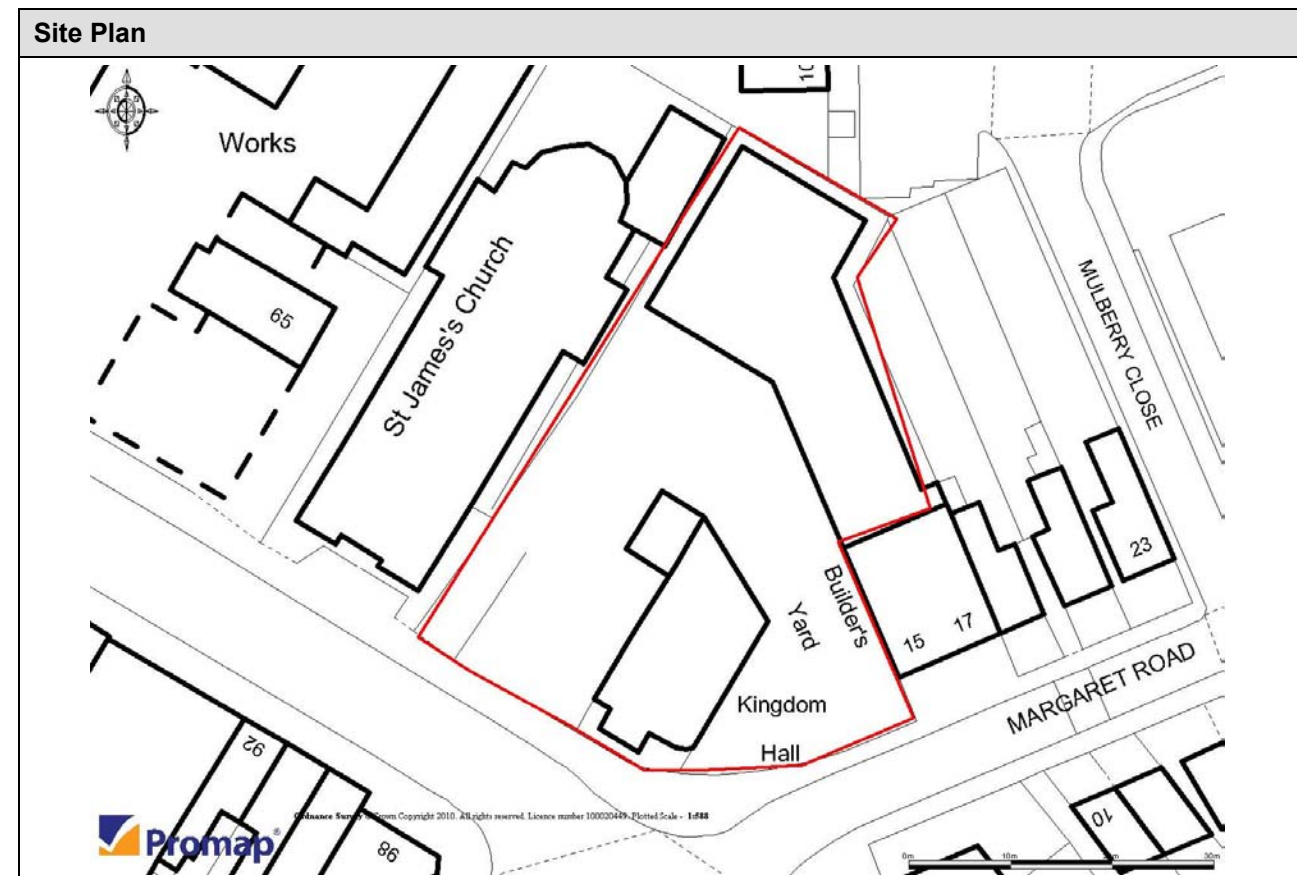 Site Plan
10
Works
St James's Church
65
MULBERRY CLOSE
Builder's
Yard
15
17
23
Kingdom
Hall
MARGARET ROAD
92
98
10
Promap®
Ordnance Survey © Crown Copyright 2010. All rights reserved. Licence number 100020449. Plotted Scale - 1:588
0m 10m 20m 30m